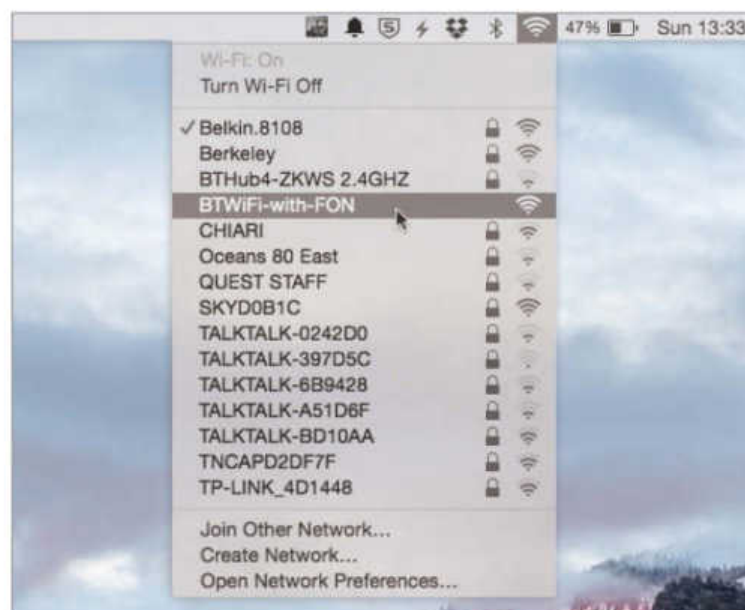 47% Sun 13:33
Wi-Fi: On
Turn Wi-Fi Off
✓ Belkin.8108
Berkeley
BTHub4-ZKWS 2.4GHZ
BTWiFi-with-FON
CHIARI
Oceans 80 East
QUEST STAFF
SKYD0B1C
TALKTALK-0242D0
TALKTALK-397D5C
TALKTALK-6B9428
TALKTALK-A51D6F
TALKTALK-BD10AA
TNCAPD2DF7F
TP-LINK_4D1448
Join Other Network...
Create Network...
Open Network Preferences...